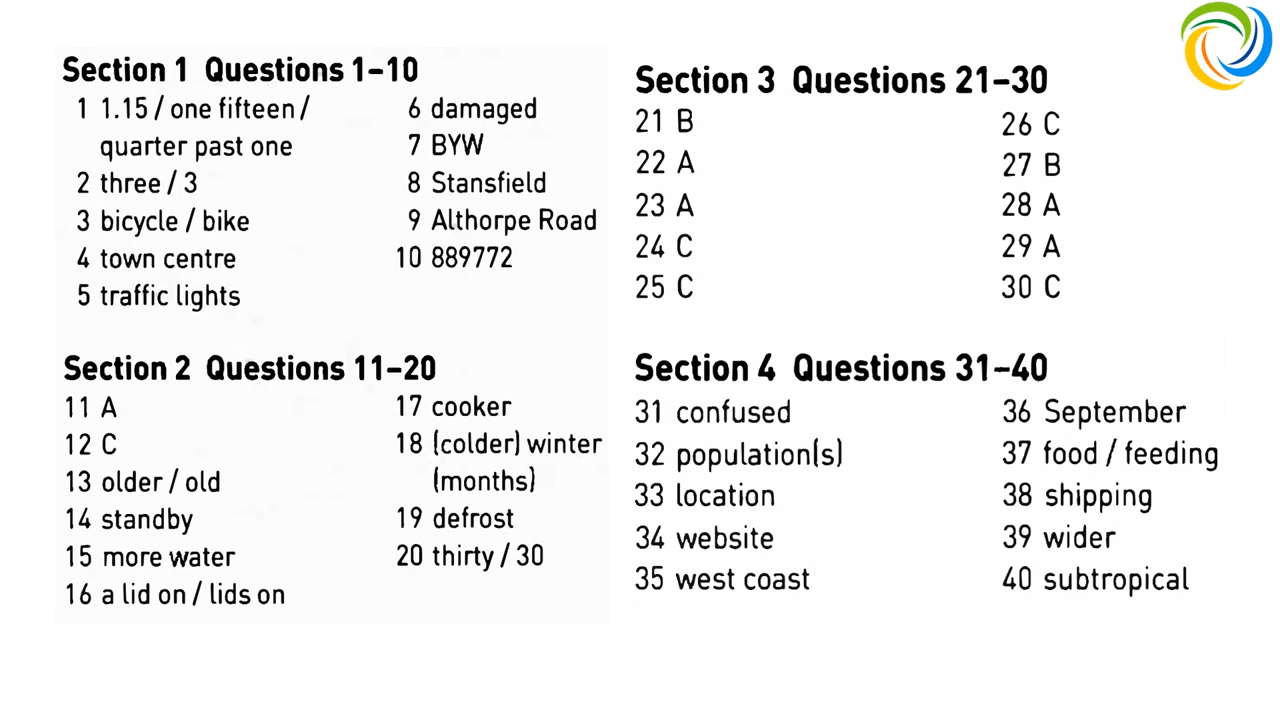 Section 1 Questions 1–10
1 1.15 / one fifteen /
quarter past one
2 three / 3
3 bicycle / bike
4 town centre
5 traffic lights
6 damaged
7 BYW
8 Stansfield
9 Althorpe Road
10 889772
Section 2 Questions 11–20
11 A
12 C
13 older / old
14 standby
15 more water
16 a lid on / lids on
17 cooker
18 (colder) winter
(months)
19 defrost
20 thirty / 30
Section 3 Questions 21–30
21 B
22 A
23 A
24 C
25 C
26 C
27 B
28 A
29 A
30 C
Section 4 Questions 31–40
31 confused
32 population(s)
33 location
34 website
35 west coast
36 September
37 food / feeding
38 shipping
39 wider
40 subtropical